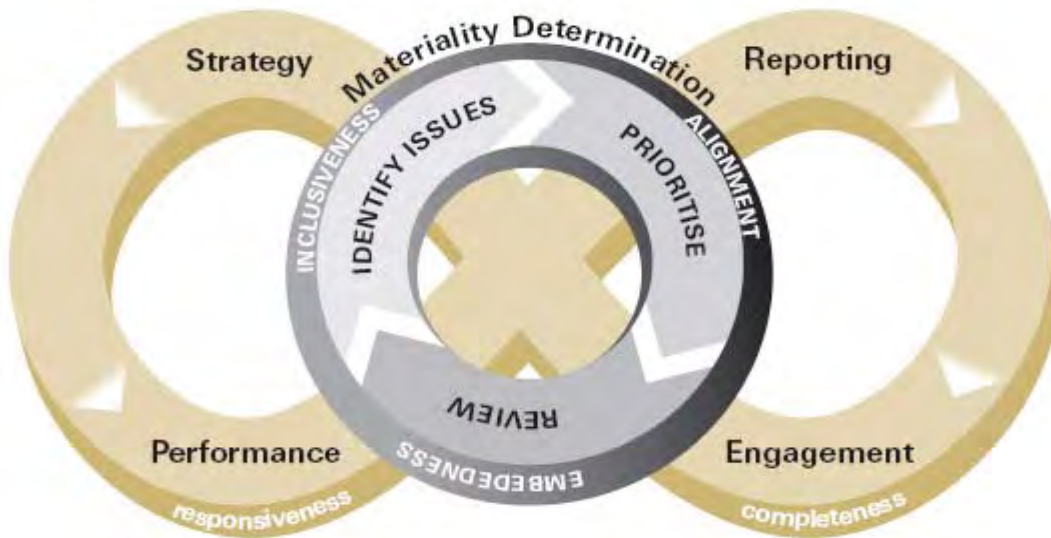 Materiality Determination
Strategy
Reporting
INCLUSIVENESS
IDENTIFY ISSUES
PRIORITISE
ALIGNMENT
REVIEW
EMBEDEDNESS
Performance
Engagement
responsiveness
completeness